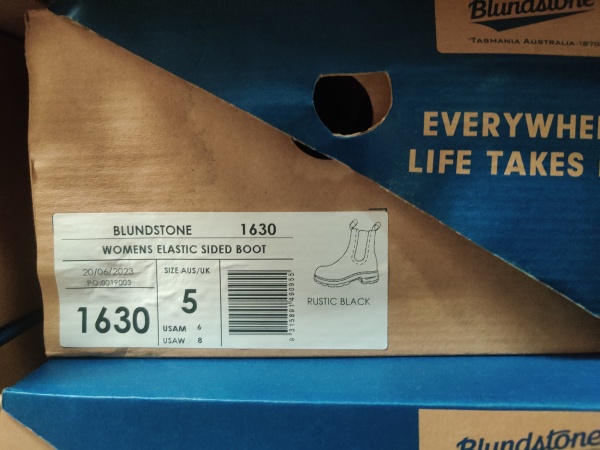 Blundstone
TASMANIA AUSTRALIA
EVERYWHE
LIFE TAKES
BLUNDSTONE 1630
WOMENS ELASTIC SIDED BOOT
20/06/2023
P.O:0019003
1630
SIZE AUS/UK
5
USAM 6
USAW 8
RUSTIC BLACK
Blundstone